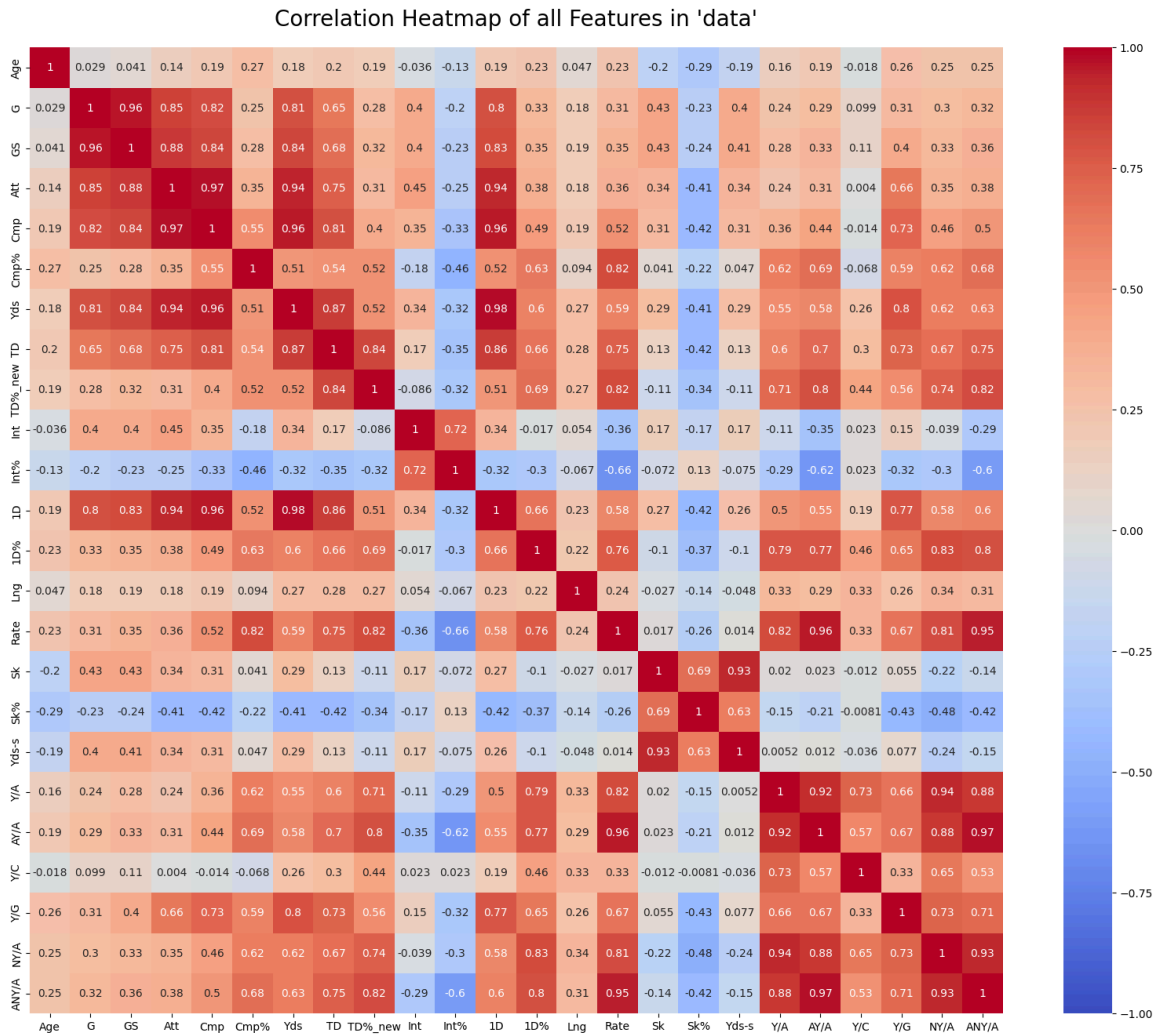 Correlation Heatmap of all Features in 'data'
Age 1 0.029 0.041 0.14 0.19 0.27 0.18 0.2 0.19 -0.036 -0.13 0.19 0.23 0.047 0.23 -0.2 -0.29 -0.19 0.16 0.19 -0.018 0.26 0.25 0.25
G 0.029 1 0.96 0.85 0.82 0.25 0.81 0.65 0.28 0.4 -0.2 0.8 0.33 0.18 0.31 0.43 -0.23 0.4 0.24 0.29 0.099 0.31 0.3 0.32
GS 0.041 0.96 1 0.88 0.84 0.28 0.84 0.68 0.32 0.4 -0.23 0.83 0.35 0.19 0.35 0.43 -0.24 0.41 0.28 0.33 0.11 0.4 0.33 0.36
Att 0.14 0.85 0.88 1 0.97 0.35 0.94 0.75 0.31 0.45 -0.25 0.94 0.38 0.18 0.36 0.34 -0.41 0.34 0.24 0.31 0.004 0.66 0.35 0.38
Cmp 0.19 0.82 0.84 0.97 1 0.55 0.96 0.81 0.4 0.35 -0.33 0.96 0.49 0.19 0.52 0.31 -0.42 0.31 0.36 0.44 -0.014 0.73 0.46 0.5
Cmp% 0.27 0.25 0.28 0.35 0.55 1 0.51 0.54 0.52 -0.18 -0.46 0.52 0.63 0.094 0.82 0.041 -0.22 0.047 0.62 0.69 -0.068 0.59 0.62 0.68
Yds 0.18 0.81 0.84 0.94 0.96 0.51 1 0.87 0.52 0.34 -0.32 0.98 0.6 0.27 0.59 0.29 -0.41 0.29 0.55 0.58 0.26 0.8 0.62 0.63
TD 0.2 0.65 0.68 0.75 0.81 0.54 0.87 1 0.84 0.17 -0.35 0.86 0.66 0.28 0.75 0.13 -0.42 0.13 0.6 0.7 0.3 0.73 0.67 0.75
TD%_new 0.19 0.28 0.32 0.31 0.4 0.52 0.52 0.84 1 -0.086 -0.32 0.51 0.69 0.27 0.82 -0.11 -0.34 -0.11 0.71 0.8 0.44 0.56 0.74 0.82
Int -0.036 0.4 0.4 0.45 0.35 -0.18 0.34 0.17 -0.086 1 0.72 0.34 -0.017 0.054 -0.36 0.17 -0.17 0.17 -0.11 -0.35 0.023 0.15 -0.039 -0.29
Int% -0.13 -0.2 -0.23 -0.25 -0.33 -0.46 -0.32 -0.35 -0.32 0.72 1 -0.32 -0.3 -0.067 -0.66 -0.072 0.13 -0.075 -0.29 -0.62 0.023 -0.32 -0.3 -0.6
1D 0.19 0.8 0.83 0.94 0.96 0.52 0.98 0.86 0.51 0.34 -0.32 1 0.66 0.23 0.58 0.27 -0.42 0.26 0.5 0.55 0.19 0.77 0.58 0.6
1D% 0.23 0.33 0.35 0.38 0.49 0.63 0.6 0.66 0.69 -0.017 -0.3 0.66 1 0.22 0.76 -0.1 -0.37 -0.1 0.79 0.77 0.46 0.65 0.83 0.8
Lng 0.047 0.18 0.19 0.18 0.19 0.094 0.27 0.28 0.27 0.054 -0.067 0.23 0.22 1 0.24 -0.027 -0.14 -0.048 0.33 0.29 0.33 0.26 0.34 0.31
Rate 0.23 0.31 0.35 0.36 0.52 0.82 0.59 0.75 0.82 -0.36 -0.66 0.58 0.76 0.24 1 0.017 -0.26 0.014 0.82 0.96 0.33 0.67 0.81 0.95
Sk -0.2 0.43 0.43 0.34 0.31 0.041 0.29 0.13 -0.11 0.17 -0.072 0.27 -0.1 -0.027 0.017 1 0.69 0.93 0.02 0.023 -0.012 0.055 -0.22 -0.14
Sk% -0.29 -0.23 -0.24 -0.41 -0.42 -0.22 -0.41 -0.42 -0.34 -0.17 0.13 -0.42 -0.37 -0.14 -0.26 0.69 1 0.63 -0.15 -0.21 -0.0081 -0.43 -0.48 -0.42
Yds-s -0.19 0.4 0.41 0.34 0.31 0.047 0.29 0.13 -0.11 0.17 -0.075 0.26 -0.1 -0.048 0.014 0.93 0.63 1 0.0052 0.012 -0.036 0.077 -0.24 -0.15
Y/A 0.16 0.24 0.28 0.24 0.36 0.62 0.55 0.6 0.71 -0.11 -0.29 0.5 0.79 0.33 0.82 0.02 -0.15 0.0052 1 0.92 0.73 0.66 0.94 0.88
AY/A 0.19 0.29 0.33 0.31 0.44 0.69 0.58 0.7 0.8 -0.35 -0.62 0.55 0.77 0.29 0.96 0.023 -0.21 0.012 0.92 1 0.57 0.67 0.88 0.97
Y/C -0.018 0.099 0.11 0.004 -0.014 -0.068 0.26 0.3 0.44 0.023 0.023 0.19 0.46 0.33 0.33 -0.012 -0.0081 -0.036 0.73 0.57 1 0.33 0.65 0.53
Y/G 0.26 0.31 0.4 0.66 0.73 0.59 0.8 0.73 0.56 0.15 -0.32 0.77 0.65 0.26 0.67 0.055 -0.43 0.077 0.66 0.67 0.33 1 0.73 0.71
NY/A 0.25 0.3 0.33 0.35 0.46 0.62 0.62 0.67 0.74 -0.039 -0.3 0.58 0.83 0.34 0.81 -0.22 -0.48 -0.24 0.94 0.88 0.65 0.73 1 0.93
ANY/A 0.25 0.32 0.36 0.38 0.5 0.68 0.63 0.75 0.82 -0.29 -0.6 0.6 0.8 0.31 0.95 -0.14 -0.42 -0.15 0.88 0.97 0.53 0.71 0.93 1
Age G GS Att Cmp Cmp% Yds TD TD%_new Int Int% 1D 1D% Lng Rate Sk Sk% Yds-s Y/A AY/A Y/C Y/G NY/A ANY/A
1.00
0.75
0.50
0.25
0.00
−0.25
−0.50
−0.75
−1.00